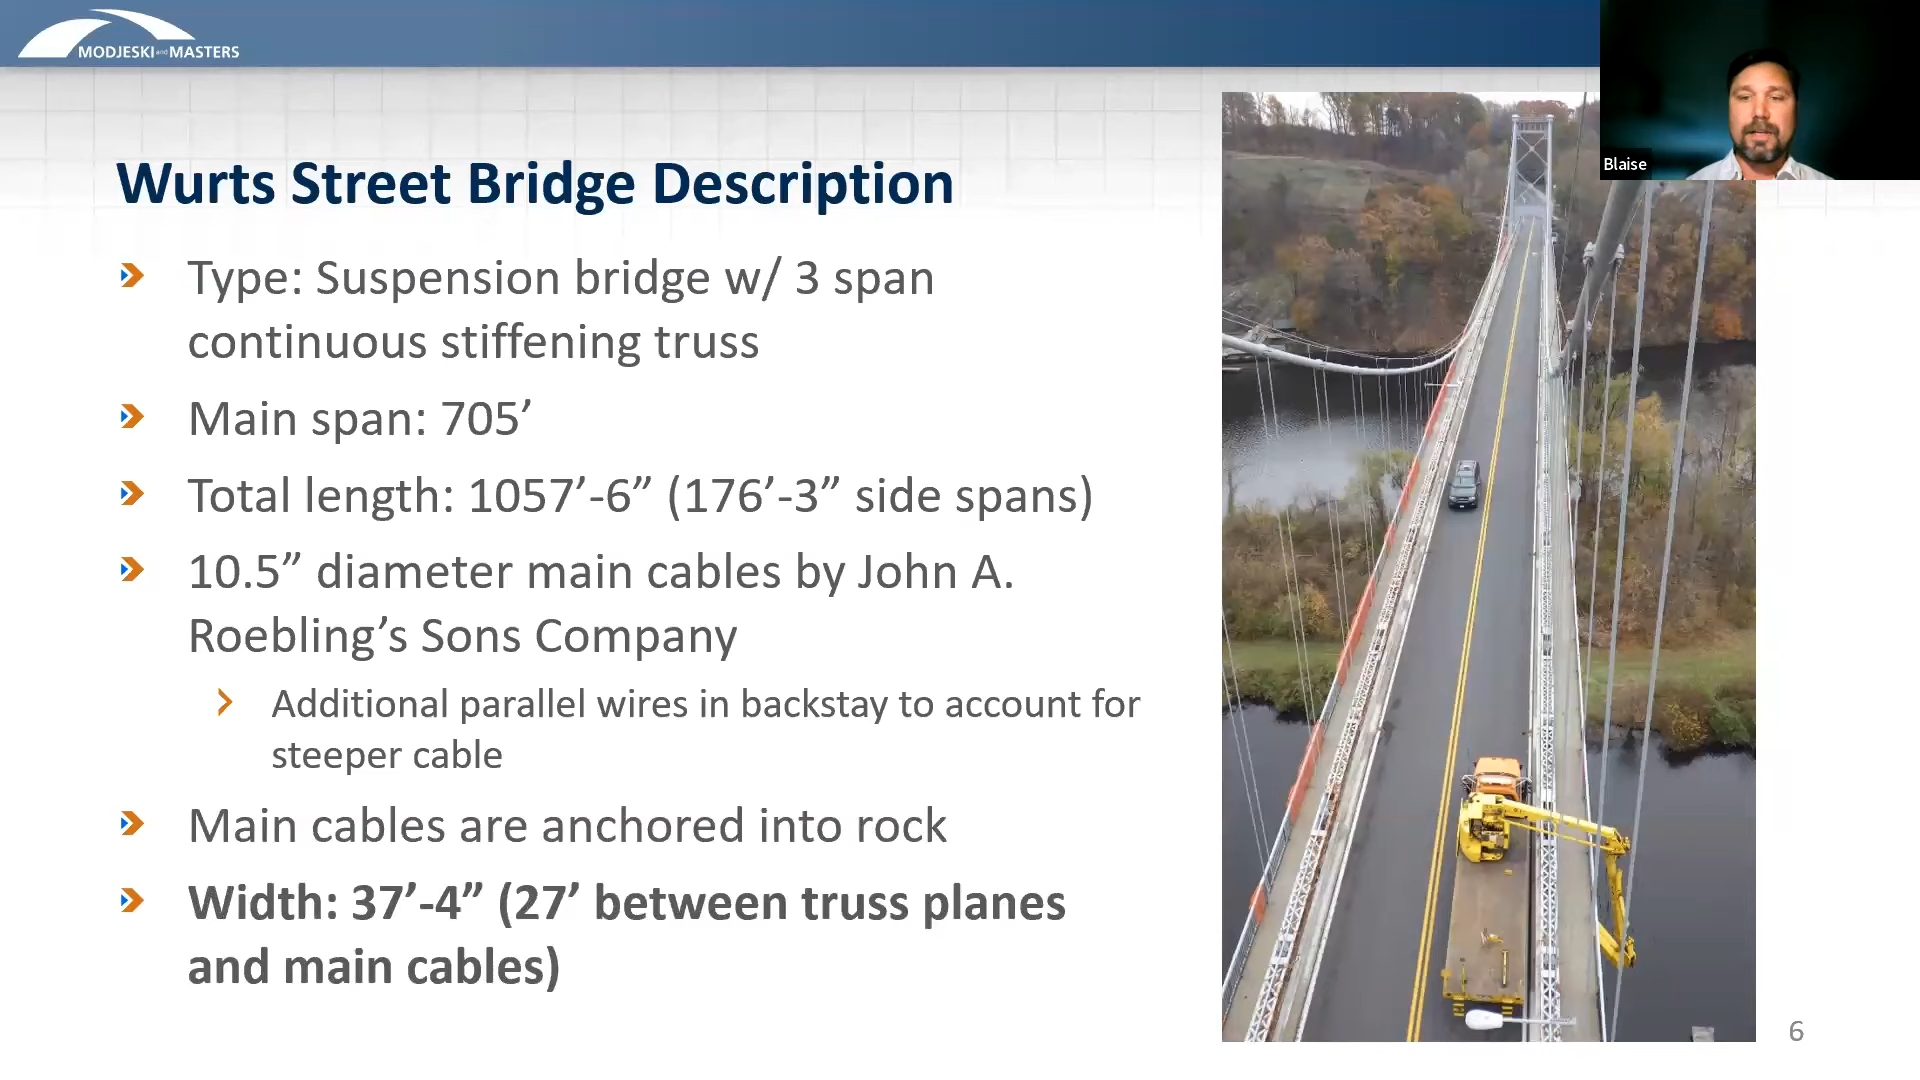 MODJESKI and MASTERS
Blaise
Wurts Street Bridge Description
Type: Suspension bridge w/ 3 span
continuous stiffening truss
Main span: 705’
Total length: 1057’-6” (176’-3” side spans)
10.5” diameter main cables by John A.
Roebling’s Sons Company
Additional parallel wires in backstay to account for
steeper cable
Main cables are anchored into rock
Width: 37’-4” (27’ between truss planes
and main cables)
6